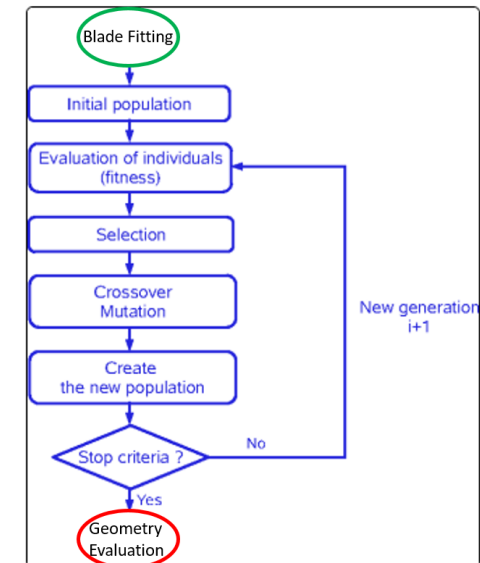 Blade Fitting
Initial population
Evaluation of individuals
(fitness)
Selection
Crossover
Mutation
New generation
i+1
Create
the new population
Stop criteria ?
No
Yes
Geometry
Evaluation